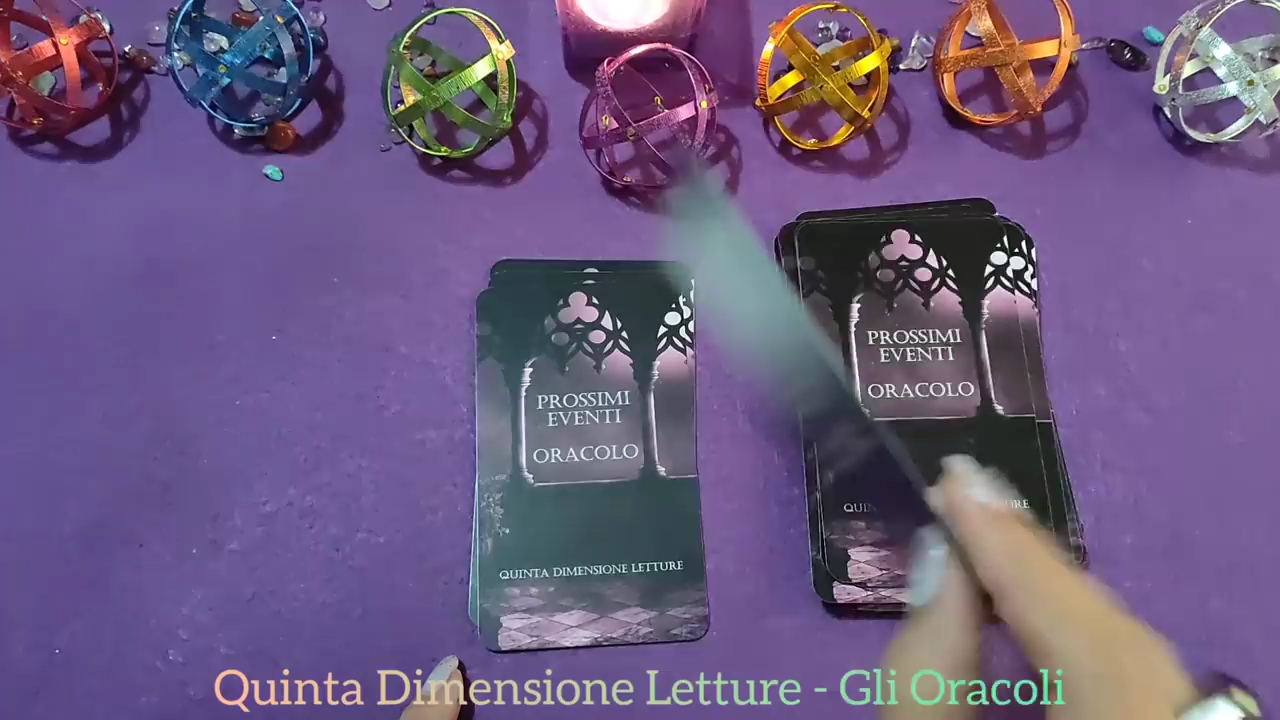 PROSSIMI
EVENTI
ORACOLO
QUINTA DIMENSIONE LETTURE
PROSSIMI
EVENTI
ORACOLO
Quinta Dimensione Letture - Gli Oracoli